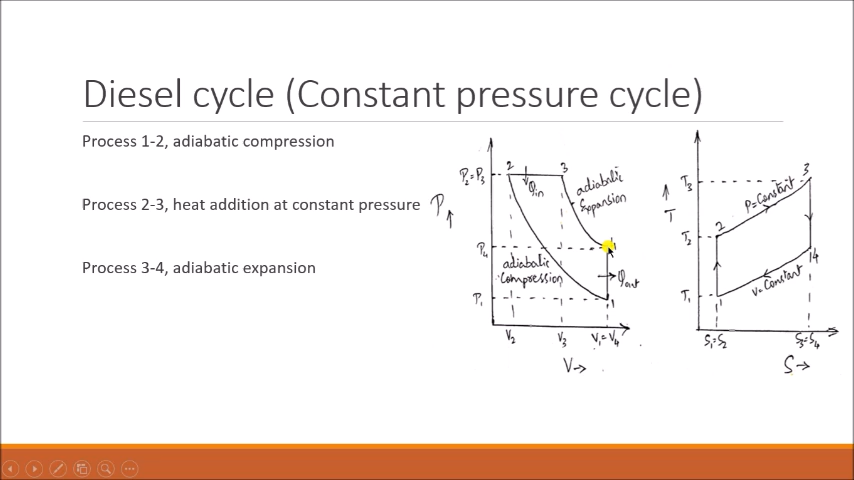 Diesel cycle (Constant pressure cycle)
Process 1-2, adiabatic compression
Process 2-3, heat addition at constant pressure
Process 3-4, adiabatic expansion
P₂=P₃
P₄
P₁
P↑
2
3
Qin
adiabatic
Expansion
adiabatic
compression
Qout
1
V₂
V₃
V₁=V₄
V→
T₃
T₂
T₁
↑
T
2
3
P=Constant
V=Constant
1
4
S₁=S₂
S₃=S₄
S→